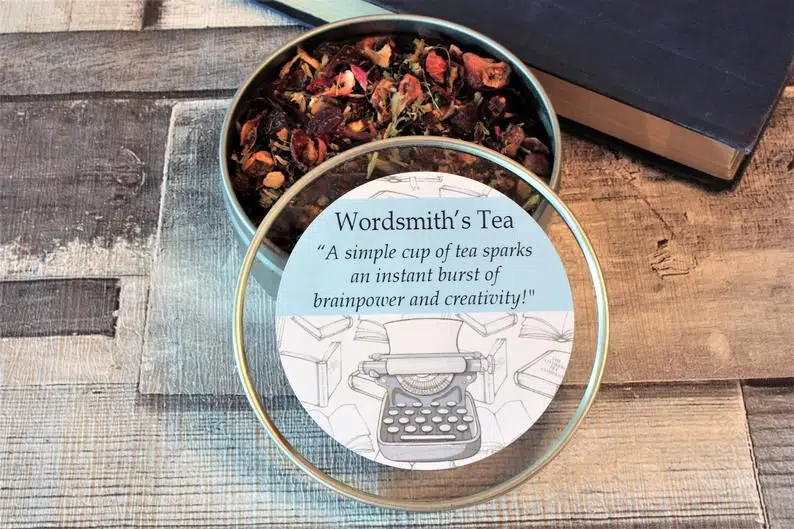 Wordsmith's Tea
“A simple cup of tea sparks
an instant burst of
brainpower and creativity!"